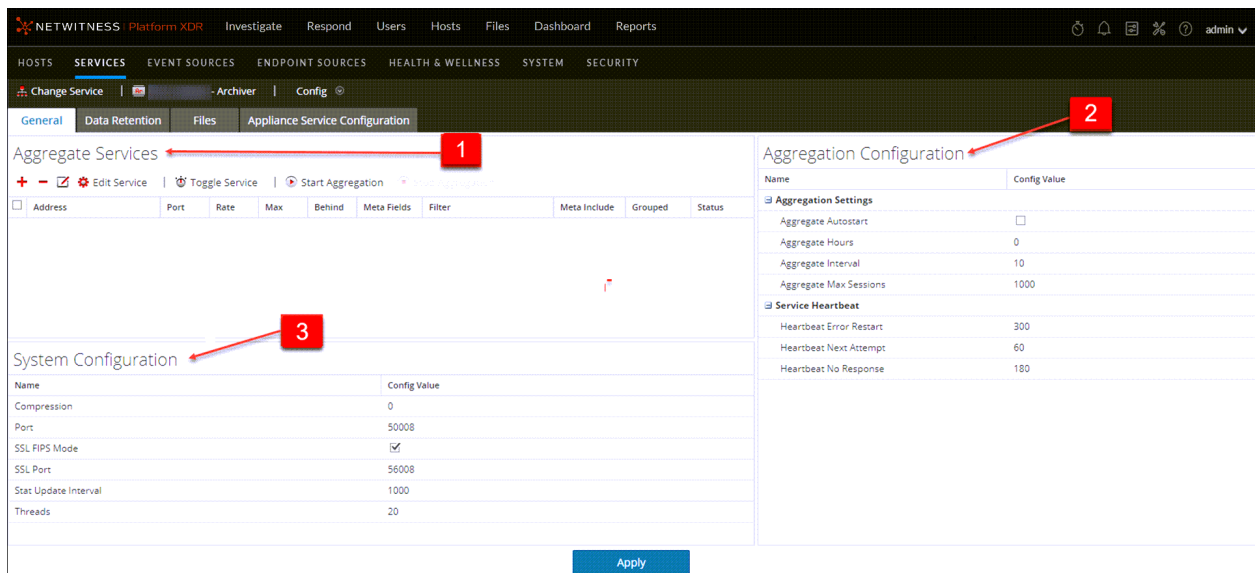 NETWITNESS Platform XDR Investigate Respond Users Hosts Files Dashboard Reports admin
HOSTS SERVICES EVENT SOURCES ENDPOINT SOURCES HEALTH & WELLNESS SYSTEM SECURITY
Change Service | - Archiver | Config
General Data Retention Files Appliance Service Configuration
1
2
Aggregate Services
Edit Service | Toggle Service | Start Aggregation
Address Port Rate Max Behind Meta Fields Filter Meta Include Grouped Status
Aggregation Configuration
Name Config Value
Aggregation Settings
Aggregate Autostart
Aggregate Hours 0
Aggregate Interval 10
Aggregate Max Sessions 1000
Service Heartbeat
Heartbeat Error Restart 300
Heartbeat Next Attempt 60
Heartbeat No Response 180
3
System Configuration
Name Config Value
Compression 0
Port 50008
SSL FIPS Mode
SSL Port 56008
Stat Update Interval 1000
Threads 20
Apply